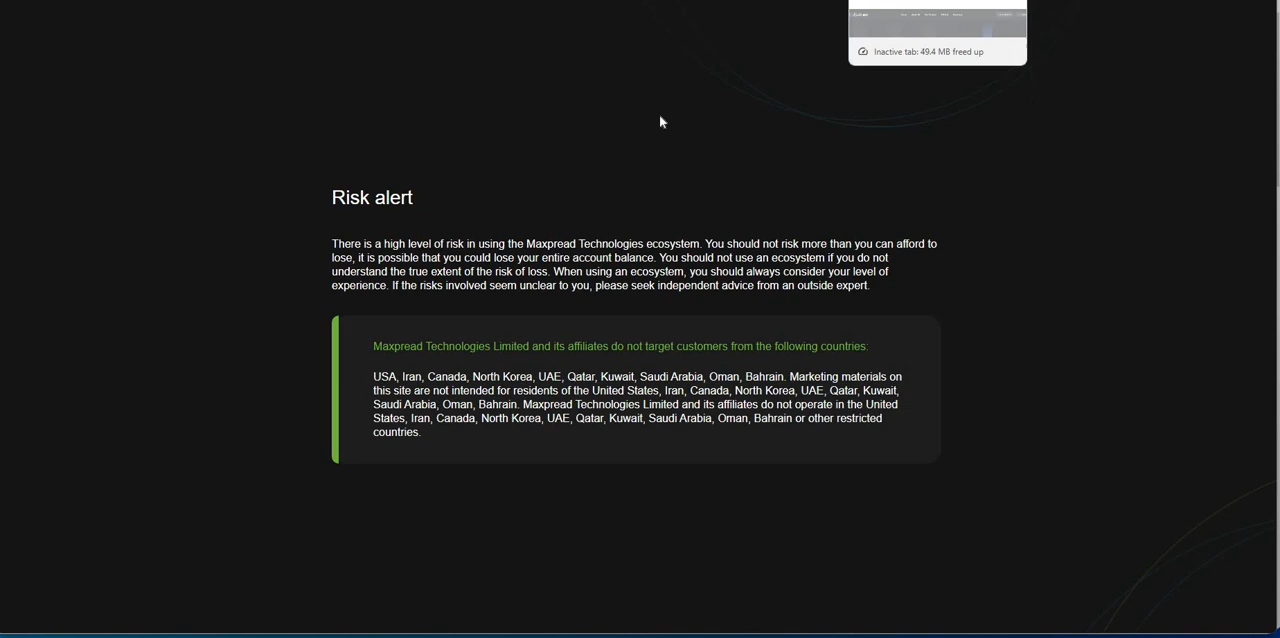 Inactive tab: 49.4 MB freed up
Risk alert
There is a high level of risk in using the Maxpread Technologies ecosystem. You should not risk more than you can afford to
lose, it is possible that you could lose your entire account balance. You should not use an ecosystem if you do not
understand the true extent of the risk of loss. When using an ecosystem, you should always consider your level of
experience. If the risks involved seem unclear to you, please seek independent advice from an outside expert.
Maxpread Technologies Limited and its affiliates do not target customers from the following countries:
USA, Iran, Canada, North Korea, UAE, Qatar, Kuwait, Saudi Arabia, Oman, Bahrain. Marketing materials on
this site are not intended for residents of the United States, Iran, Canada, North Korea, UAE, Qatar, Kuwait,
Saudi Arabia, Oman, Bahrain. Maxpread Technologies Limited and its affiliates do not operate in the United
States, Iran, Canada, North Korea, UAE, Qatar, Kuwait, Saudi Arabia, Oman, Bahrain or other restricted
countries.